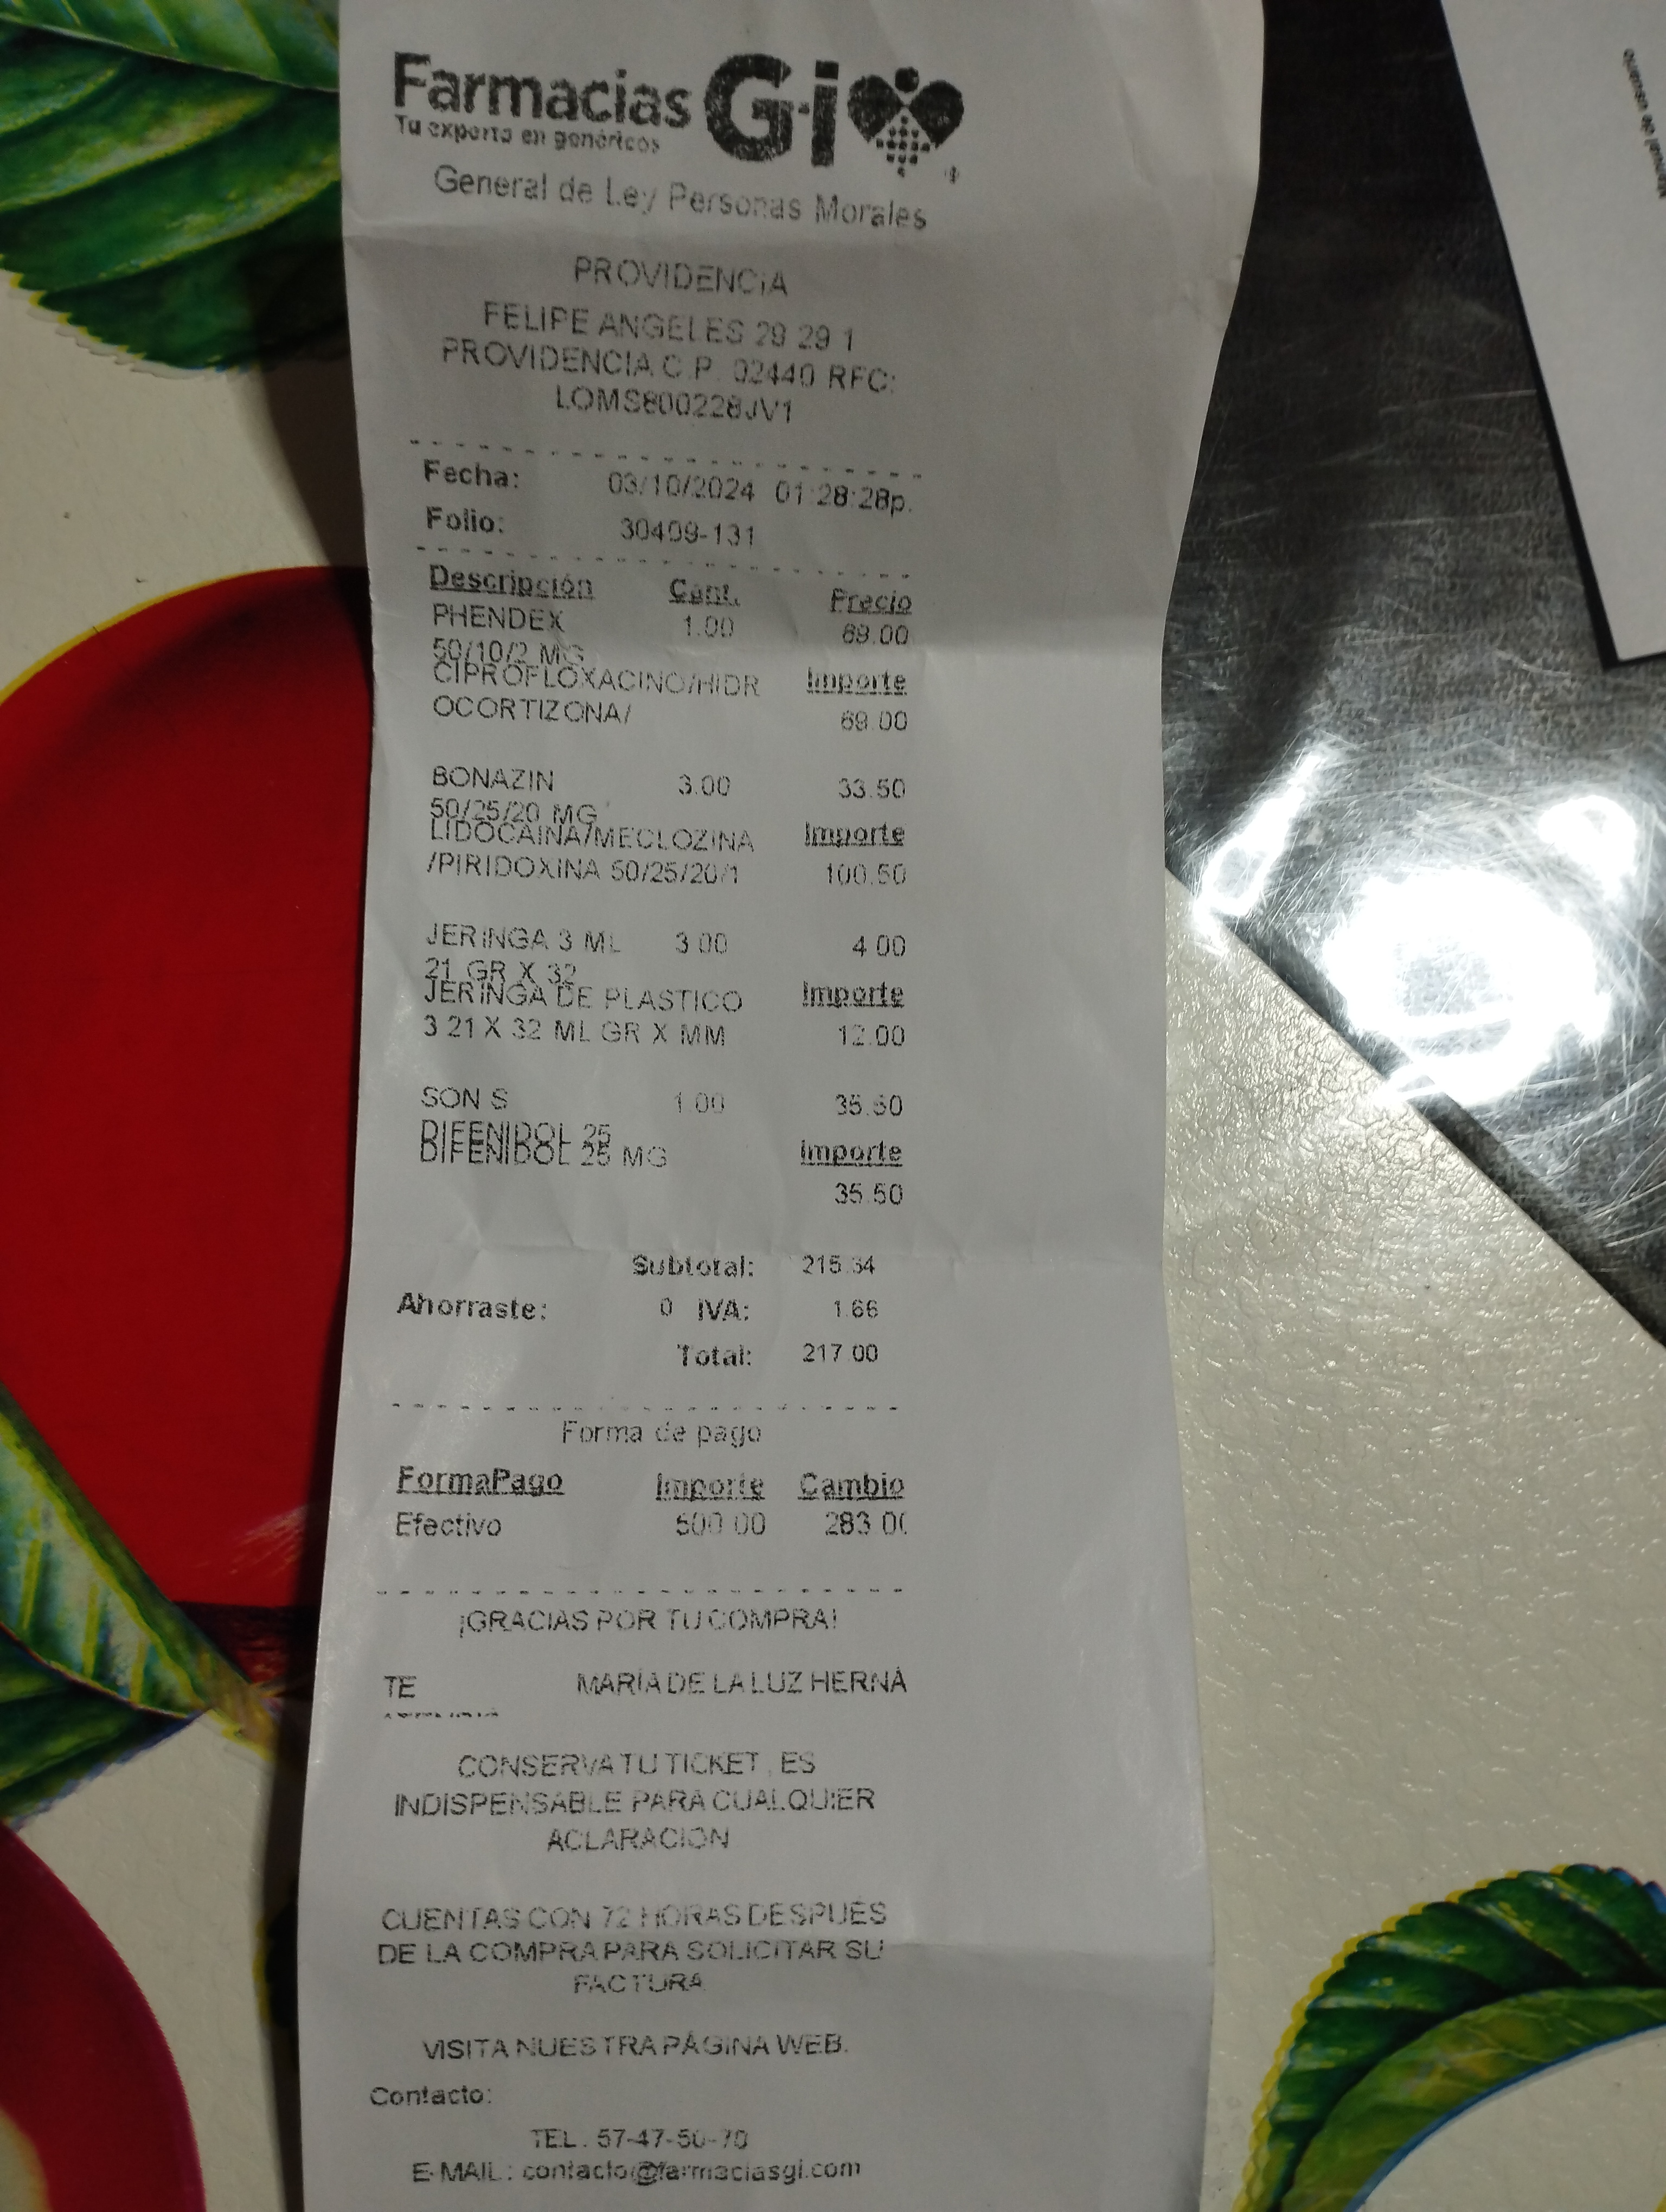 Farmacias Gi
Tu experto en genéricos
General de Ley Personas Morales
PROVIDENCIA
FELIPE ANGELES 29 29 1
PROVIDENCIA C.P. 02440 RFC:
LOMS800228JV1
Fecha: 03/10/2024 01:28:28p.
Folio: 30409-131
Descripción Cant. Precio
PHENDEX 1.00 69.00
50/10/2 MG
CIPROFLOXACINO/HIDR Importe
OCORTIZONA/ 69.00
BONAZIN 3.00 33.50
50/25/20 MG
LIDOCAINA/MECLOZINA Importe
/PIRIDOXINA 50/25/20/1 100.50
JERINGA 3 ML 3.00 4.00
21 GR X 32
JERINGA DE PLASTICO Importe
3 21 X 32 ML GR X MM 12.00
SON S 1.00 35.50
DIFENIDOL 25
DIFENIDOL 25 MG Importe
35.50
Subtotal: 215.34
Ahorraste: 0 IVA: 1.66
Total: 217.00
Forma de pago
FormaPago Importe Cambio
Efectivo 500.00 283.00
¡GRACIAS POR TU COMPRA!
TE MARÍA DE LA LUZ HERNÁ
CONSERVA TU TICKET , ES
INDISPENSABLE PARA CUALQUIER
ACLARACION
CUENTAS CON 72 HORAS DESPUÉS
DE LA COMPRA PARA SOLICITAR SU
FACTURA
VISITA NUESTRA PÁGINA WEB.
Contacto:
TEL. 57-47-50-70
E-MAIL : contacto@farmaciasgi.com
Manual de usuario